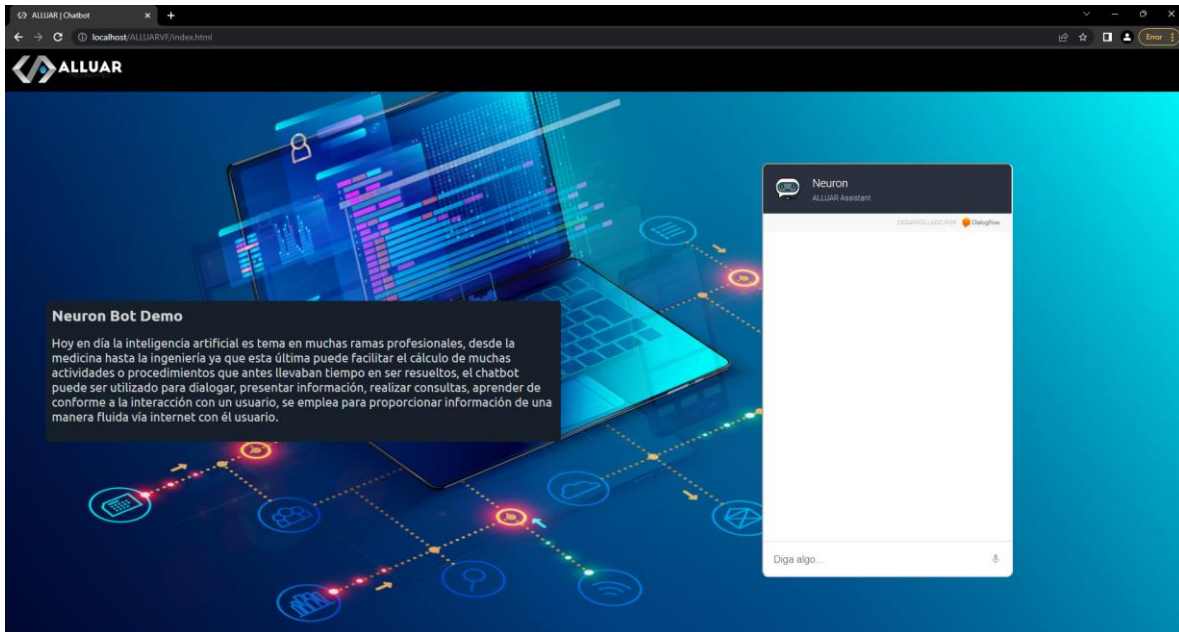 ALLUAR | Chatbot
localhost/ALLUARVF/index.html
Error
ALLUAR
Neuron
ALLUAR Assistant
DESARROLLADO POR Dialogflow
Neuron Bot Demo
Hoy en día la inteligencia artificial es tema en muchas ramas profesionales, desde la
medicina hasta la ingeniería ya que esta última puede facilitar el cálculo de muchas
actividades o procedimientos que antes llevaban tiempo en ser resueltos, el chatbot
puede ser utilizado para dialogar, presentar información, realizar consultas, aprender de
conforme a la interacción con un usuario, se emplea para proporcionar información de una
manera fluida vía internet con él usuario.
Diga algo...